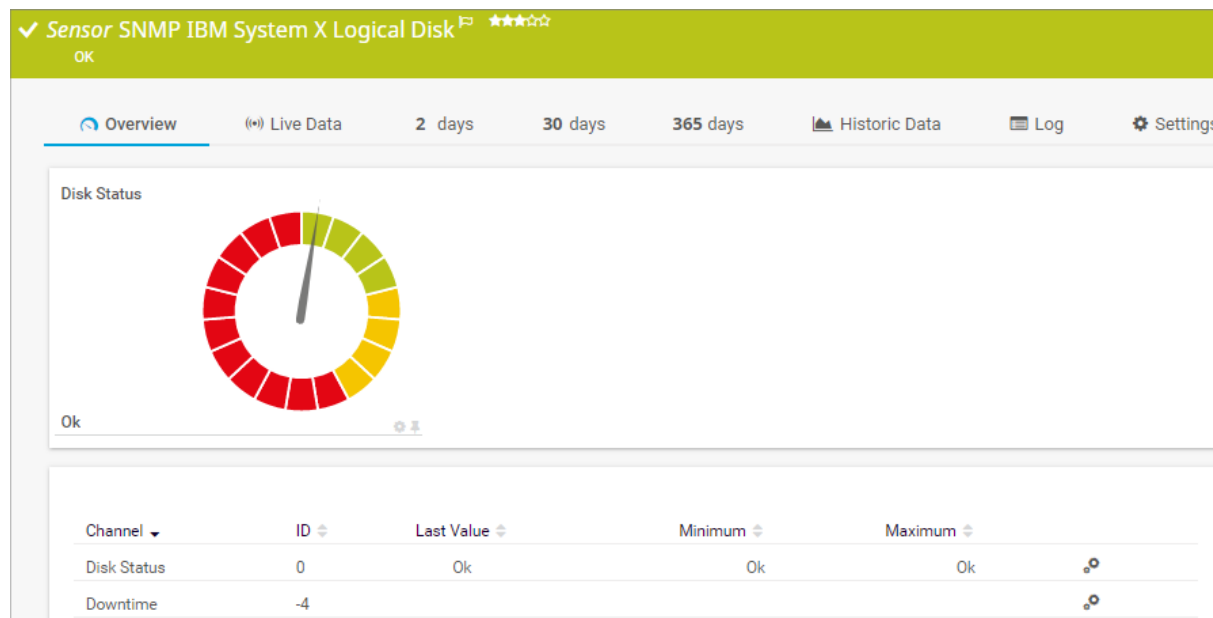 Sensor SNMP IBM System X Logical Disk
OK
Overview Live Data 2 days 30 days 365 days Historic Data Log Settings
Disk Status
Ok
Channel ID Last Value Minimum Maximum
Disk Status 0 Ok Ok Ok
Downtime -4